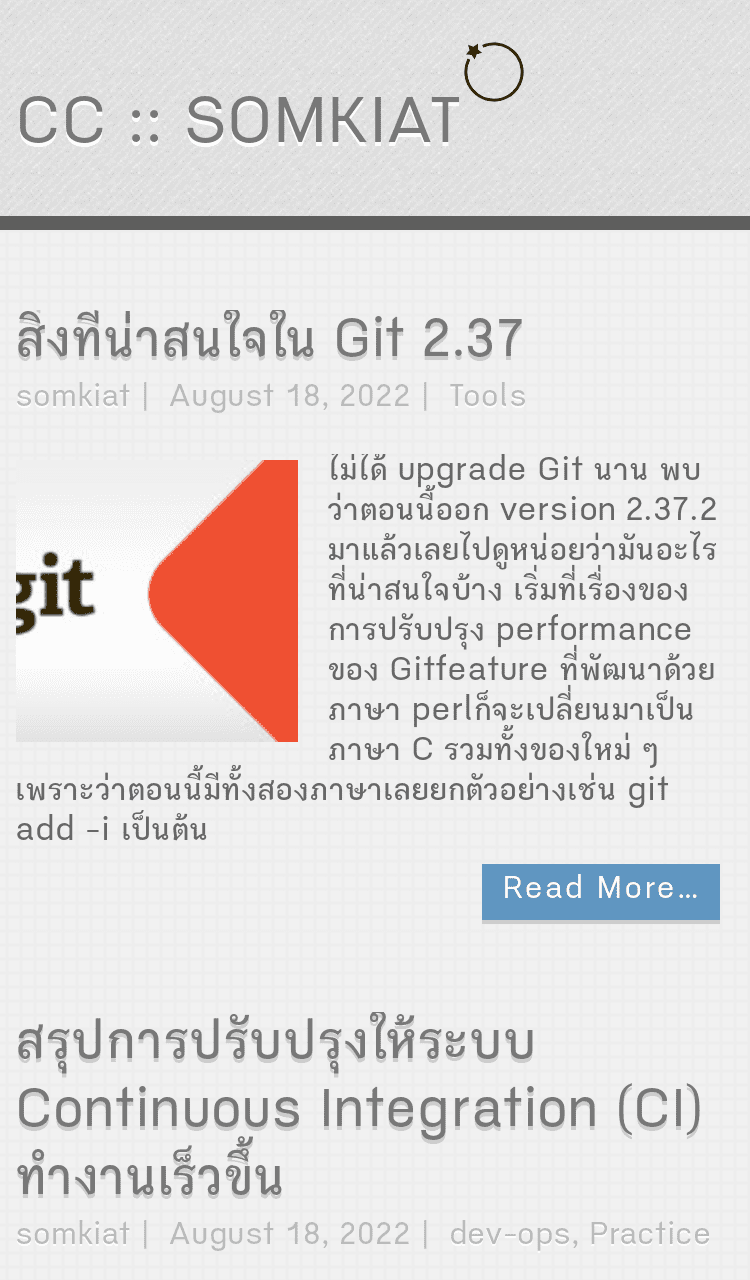 CC :: SOMKIAT
สิ่งที่น่าสนใจใน Git 2.37
somkiat | August 18, 2022 | Tools
git
ไม่ได้ upgrade Git นาน พบ
ว่าตอนนี้ออก version 2.37.2
มาแล้วเลยไปดูหน่อยว่ามันอะไร
ที่น่าสนใจบ้าง เริ่มที่เรื่องของ
การปรับปรุง performance
ของ Gitfeature ที่พัฒนาด้วย
ภาษา perlก็จะเปลี่ยนมาเป็น
ภาษา C รวมทั้งของใหม่ ๆ
เพราะว่าตอนนี้มีทั้งสองภาษาเลยยกตัวอย่างเช่น git
add -i เป็นต้น
Read More…
สรุปการปรับปรุงให้ระบบ
Continuous Integration (CI)
ทำงานเร็วขึ้น
somkiat | August 18, 2022 | dev-ops, Practice